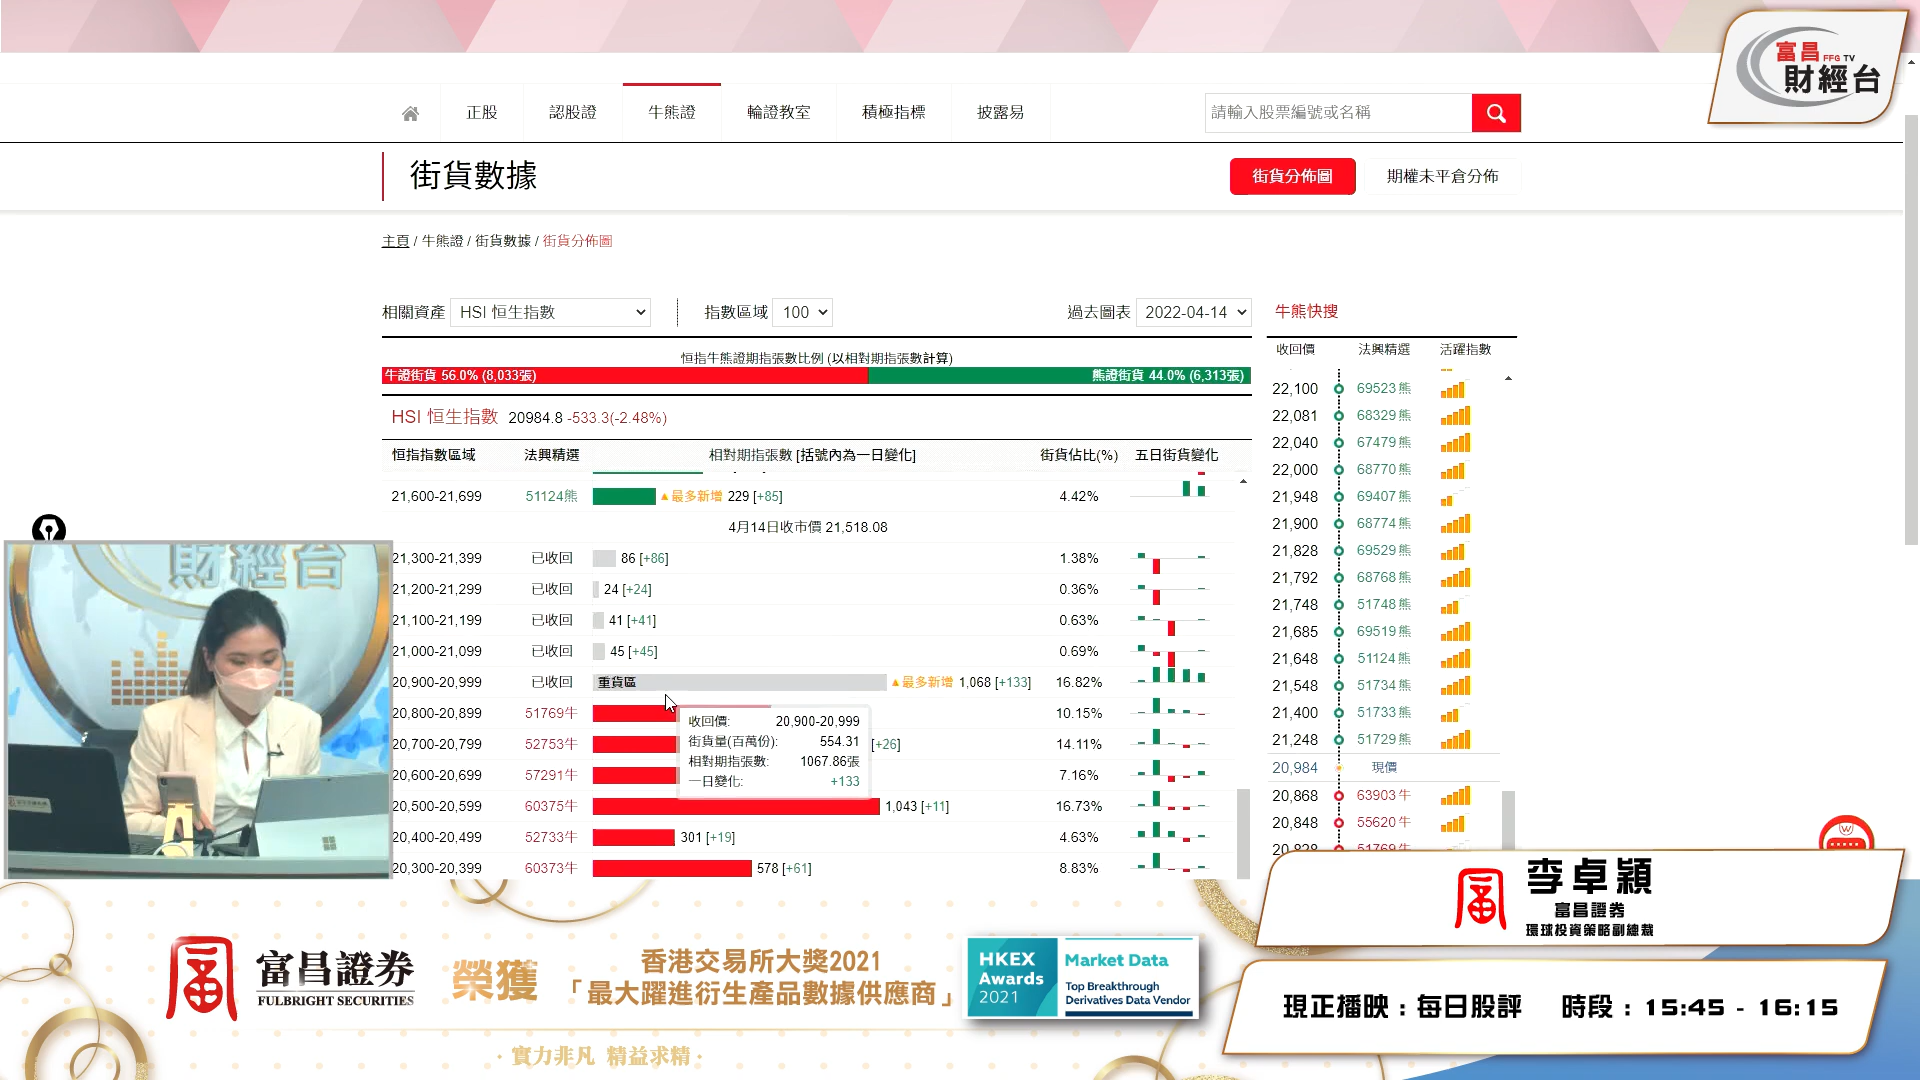 富昌 FFG TV
財經台
正股
認股證
牛熊證
輪證教室
積極指標
披露易
請輸入股票編號或名稱
街貨數據
街貨分佈圖
期權未平倉分佈
主頁 / 牛熊證 / 街貨數據 / 街貨分佈圖
相關資產 HSI 恒生指數
指數區域 100
過去圖表 2022-04-14
恒指牛熊證期指張數比例 (以相對期指張數計算)
牛證街貨 56.0% (8,033張)
熊證街貨 44.0% (6,313張)
HSI 恒生指數 20984.8 -533.3(-2.48%)
恒指指數區域 法興精選 相對期指張數 [括號內為一日變化] 街貨佔比(%) 五日街貨變化
21,600-21,699 51124熊 ▲最多新增 229 [+85] 4.42%
4月14日收市價 21,518.08
21,300-21,399 已收回 86 [+86] 1.38%
21,200-21,299 已收回 24 [+24] 0.36%
21,100-21,199 已收回 41 [+41] 0.63%
21,000-21,099 已收回 45 [+45] 0.69%
20,900-20,999 已收回 重貨區 ▲最多新增 1,068 [+133] 16.82%
20,800-20,899 51769牛 10.15%
20,700-20,799 52753牛 [+26] 14.11%
20,600-20,699 57291牛 7.16%
20,500-20,599 60375牛 1,043 [+11] 16.73%
20,400-20,499 52733牛 301 [+19] 4.63%
20,300-20,399 60373牛 578 [+61] 8.83%
收回價: 20,900-20,999
街貨量(百萬份): 554.31
相對期指張數: 1067.86張
一日變化: +133
牛熊快搜
收回價 法興精選 活躍指數
22,100 69523熊
22,081 68329熊
22,040 67479熊
22,000 68770熊
21,948 69407熊
21,900 68774熊
21,828 69529熊
21,792 68768熊
21,748 51748熊
21,685 69519熊
21,648 51124熊
21,548 51734熊
21,400 51733熊
21,248 51729熊
20,984 現價
20,868 63903牛
20,848 55620牛
20,828 51769牛
財經台
李卓穎
富昌證券
環球投資策略副總裁
現正播映：每日股評 時段：15:45 - 16:15
富昌證券
FULBRIGHT SECURITIES
榮獲
香港交易所大獎2021
「最大躍進衍生產品數據供應商」
HKEX
Awards
2021
Market Data
Top Breakthrough
Derivatives Data Vendor
· 實力非凡 精益求精 ·